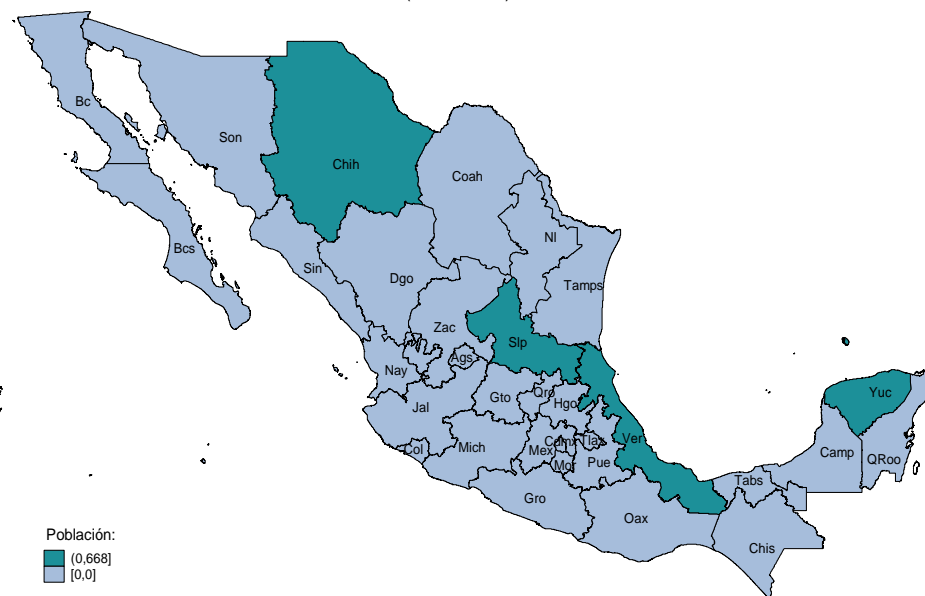 Bc
Son
Chih
Coah
Bcs
Nl
Sin
Dgo
Tamps
Zac
Slp
Ags
Nay
Yuc
Gto
Qro
Hgo
Jal
Ver
Cdmx
Tlax
Col
Mich
Mex
Camp
QRoo
Mor
Pue
Tabs
Gro
Oax
Chis
Población:
(0,668]
[0,0]